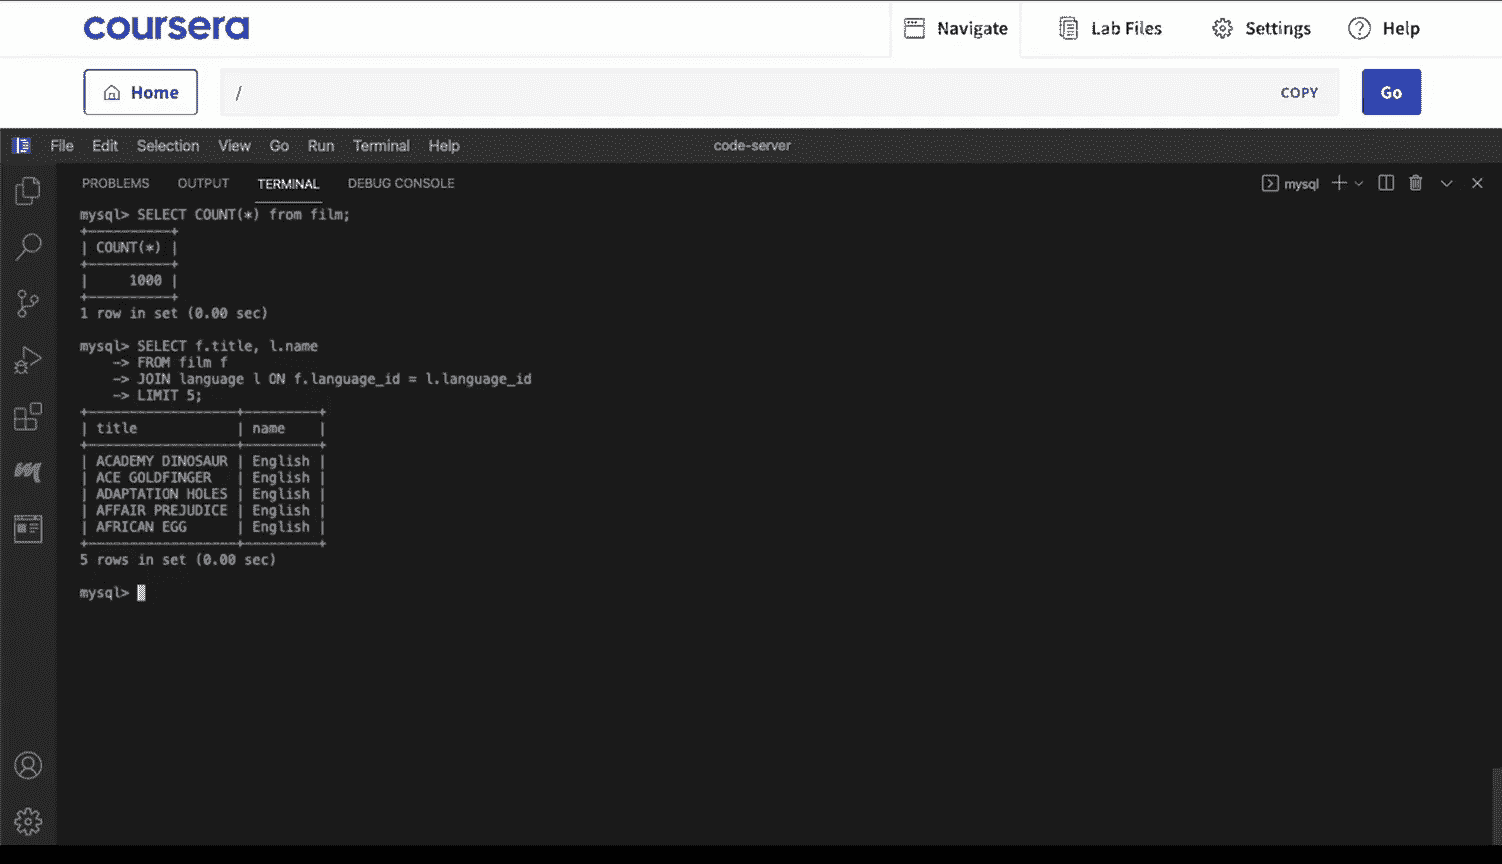 coursera
Navigate
Lab Files
Settings
Help
Home
/
COPY
Go
File Edit Selection View Go Run Terminal Help
code-server
PROBLEMS OUTPUT TERMINAL DEBUG CONSOLE
mysql
mysql> SELECT COUNT(*) from film;
+----------+
| COUNT(*) |
+----------+
|     1000 |
+----------+
1 row in set (0.00 sec)
mysql> SELECT f.title, l.name
    -> FROM film f
    -> JOIN language l ON f.language_id = l.language_id
    -> LIMIT 5;
+------------------+---------+
| title            | name    |
+------------------+---------+
| ACADEMY DINOSAUR | English |
| ACE GOLDFINGER   | English |
| ADAPTATION HOLES | English |
| AFFAIR PREJUDICE | English |
| AFRICAN EGG      | English |
+------------------+---------+
5 rows in set (0.00 sec)
mysql>